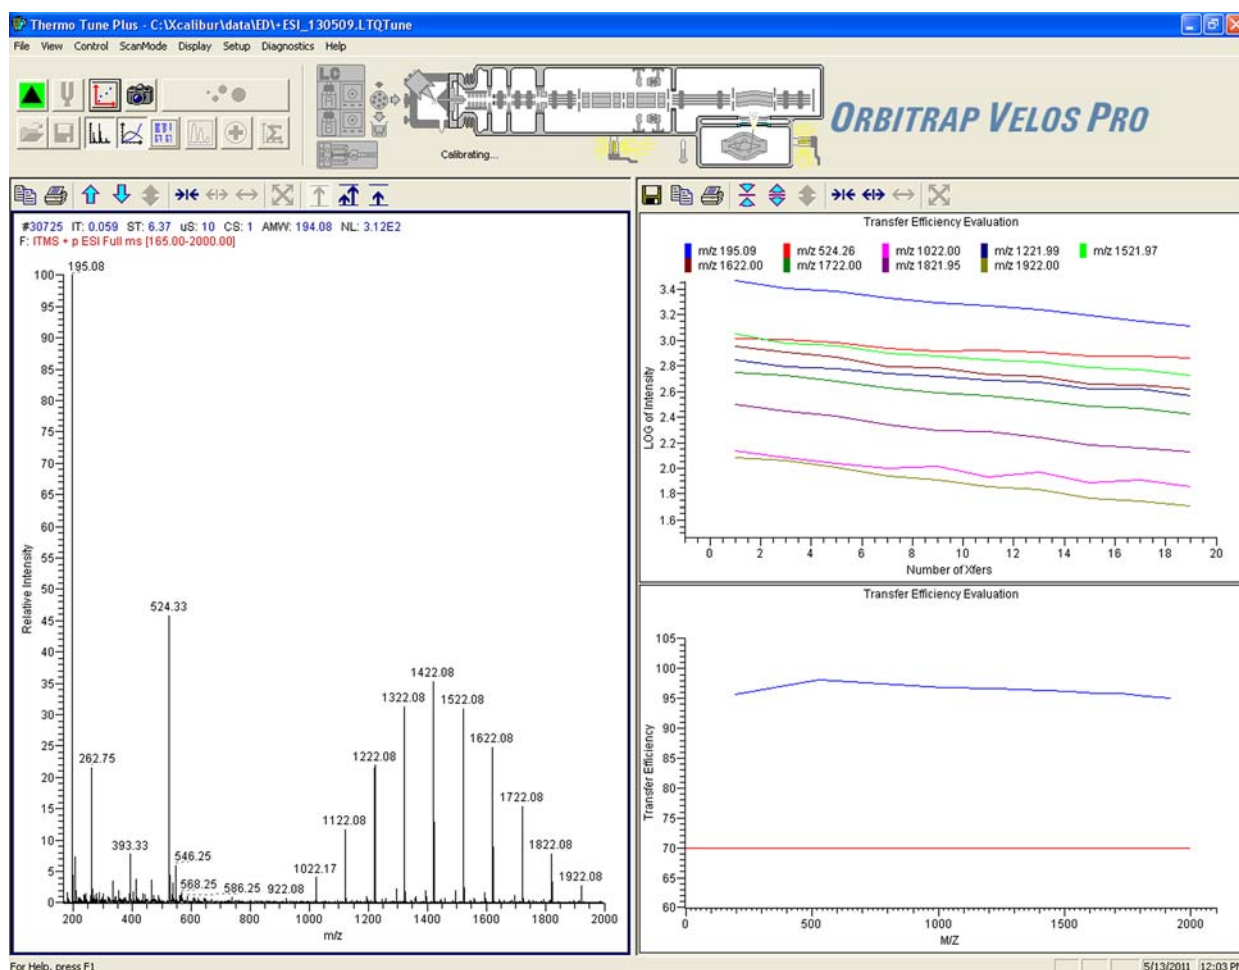 Thermo Tune Plus - C:\Xcalibur\data\ED\+ESI_130509.LTQTune
File View Control ScanMode Display Setup Diagnostics Help
LC
Calibrating...
ORBITRAP VELOS PRO
#30725 IT: 0.059 ST: 6.37 uS: 10 CS: 1 AMW: 194.08 NL: 3.12E2
F: ITMS + p ESI Full ms [165.00-2000.00]
195.08
100
95
90
85
80
75
70
65
60
55
50
45
40
35
30
25
20
15
10
5
0
Relative Intensity
524.33
262.75
393.33
546.25
568.25
586.25
922.08
1022.17
1122.08
1222.08
1322.08
1422.08
1522.08
1622.08
1722.08
1822.08
1922.08
200 400 600 800 1000 1200 1400 1600 1800 2000
m/z
Transfer Efficiency Evaluation
m/z 195.09 m/z 524.26 m/z 1022.00 m/z 1221.99 m/z 1521.97
m/z 1622.00 m/z 1722.00 m/z 1821.95 m/z 1922.00
3.4
3.2
3.0
2.8
2.6
2.4
2.2
2.0
1.8
1.6
LOG of Intensity
0 2 4 6 8 10 12 14 16 18 20
Number of Xfers
Transfer Efficiency Evaluation
105
100
95
90
85
80
75
70
65
60
Transfer Efficiency
0 500 1000 1500 2000
M/Z
For Help, press F1
5/13/2011 12:03 PM